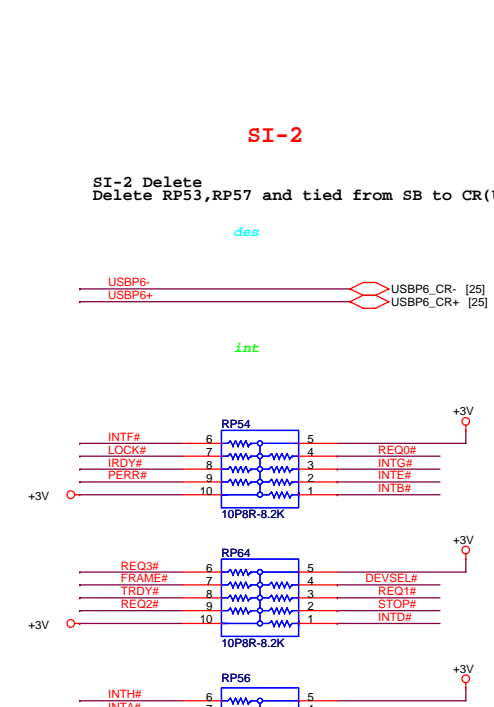 SI-2
SI-2 Delete
Delete RP53,RP57 and tied from SB to CR(
des
USBP6-
USBP6+
USBP6_CR- [25]
USBP6_CR+ [25]
int
RP54
+3V
INTF# 6 5
LOCK# 7 4 REQ0#
IRDY# 8 3 INTG#
PERR# 9 2 INTE#
+3V 10 1 INTB#
10P8R-8.2K
RP64
+3V
REQ3# 6 5
FRAME# 7 4 DEVSEL#
TRDY# 8 3 REQ1#
REQ2# 9 2 STOP#
+3V 10 1 INTD#
10P8R-8.2K
RP56
+3V
INTH# 6 5
INTA# 7 4